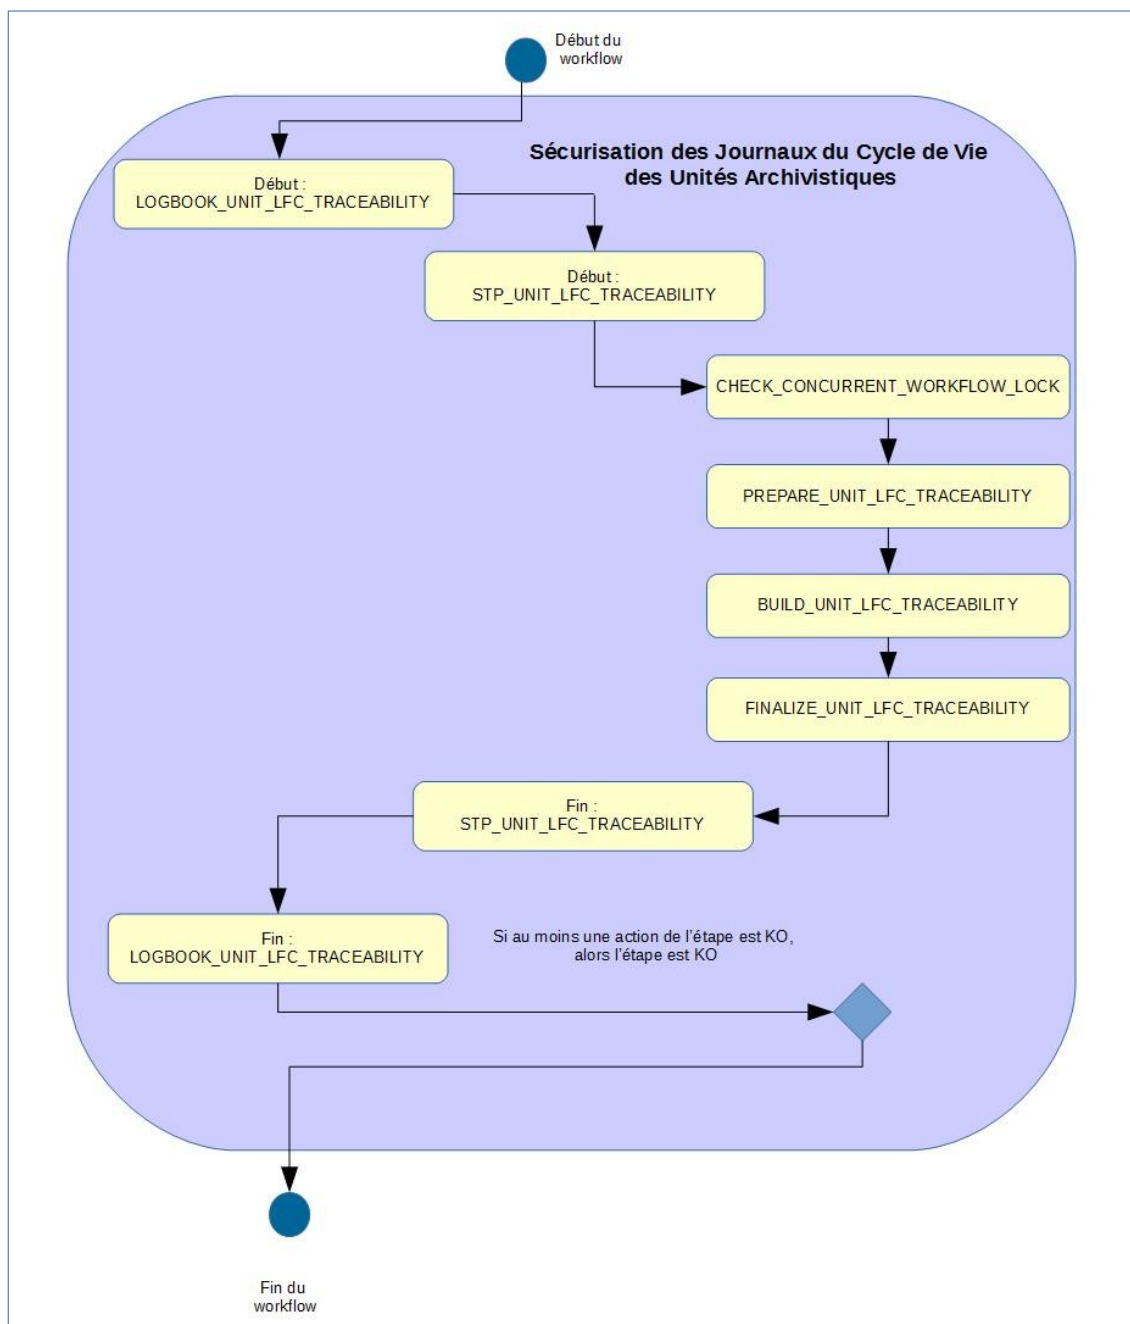 Début du
workflow
Sécurisation des Journaux du Cycle de Vie
des Unités Archivistiques
Début :
LOGBOOK_UNIT_LFC_TRACEABILITY
Début :
STP_UNIT_LFC_TRACEABILITY
CHECK_CONCURRENT_WORKFLOW_LOCK
PREPARE_UNIT_LFC_TRACEABILITY
BUILD_UNIT_LFC_TRACEABILITY
FINALIZE_UNIT_LFC_TRACEABILITY
Fin :
STP_UNIT_LFC_TRACEABILITY
Fin :
LOGBOOK_UNIT_LFC_TRACEABILITY
Si au moins une action de l'étape est KO,
alors l'étape est KO
Fin du
workflow